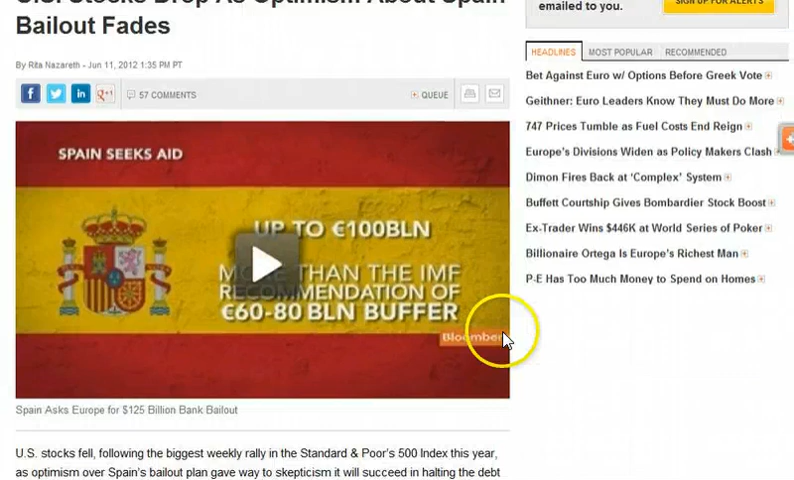 U.S. Stocks Drop As Optimism About Spain
Bailout Fades
By Rita Nazareth - Jun 11, 2012 1:35 PM PT
f
in
g+1
57 COMMENTS
QUEUE
SPAIN SEEKS AID
UP TO €100BLN
MORE THAN THE IMF
RECOMMENDATION OF
€60-80 BLN BUFFER
Bloomber
Spain Asks Europe for $125 Billion Bank Bailout
U.S. stocks fell, following the biggest weekly rally in the Standard & Poor's 500 Index this year,
as optimism over Spain's bailout plan gave way to skepticism it will succeed in halting the debt
emailed to you.
SIGN UP FOR ALERTS
HEADLINES MOST POPULAR RECOMMENDED
Bet Against Euro w/ Options Before Greek Vote
Geithner: Euro Leaders Know They Must Do More
747 Prices Tumble as Fuel Costs End Reign
Europe's Divisions Widen as Policy Makers Clash
Dimon Fires Back at 'Complex' System
Buffett Courtship Gives Bombardier Stock Boost
Ex-Trader Wins $446K at World Series of Poker
Billionaire Ortega Is Europe's Richest Man
P-E Has Too Much Money to Spend on Homes